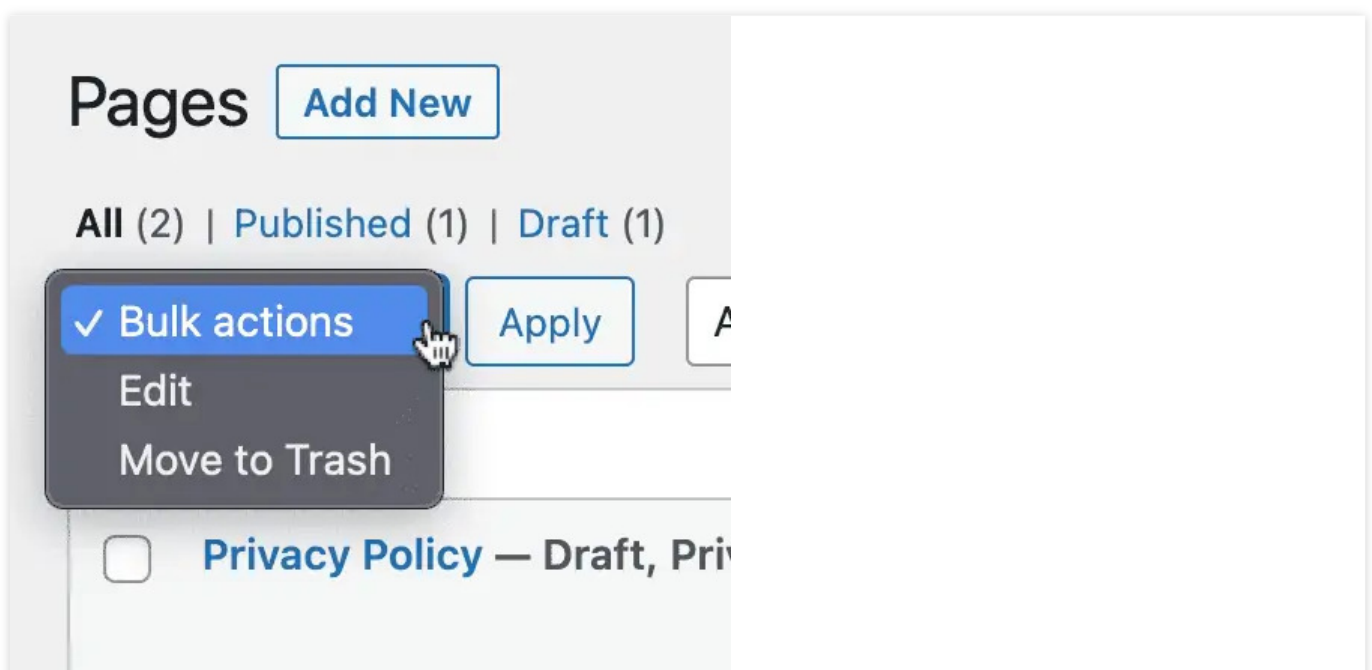 Pages Add New
All (2) | Published (1) | Draft (1)
✓ Bulk actions Apply
Edit
Move to Trash
Privacy Policy — Draft,